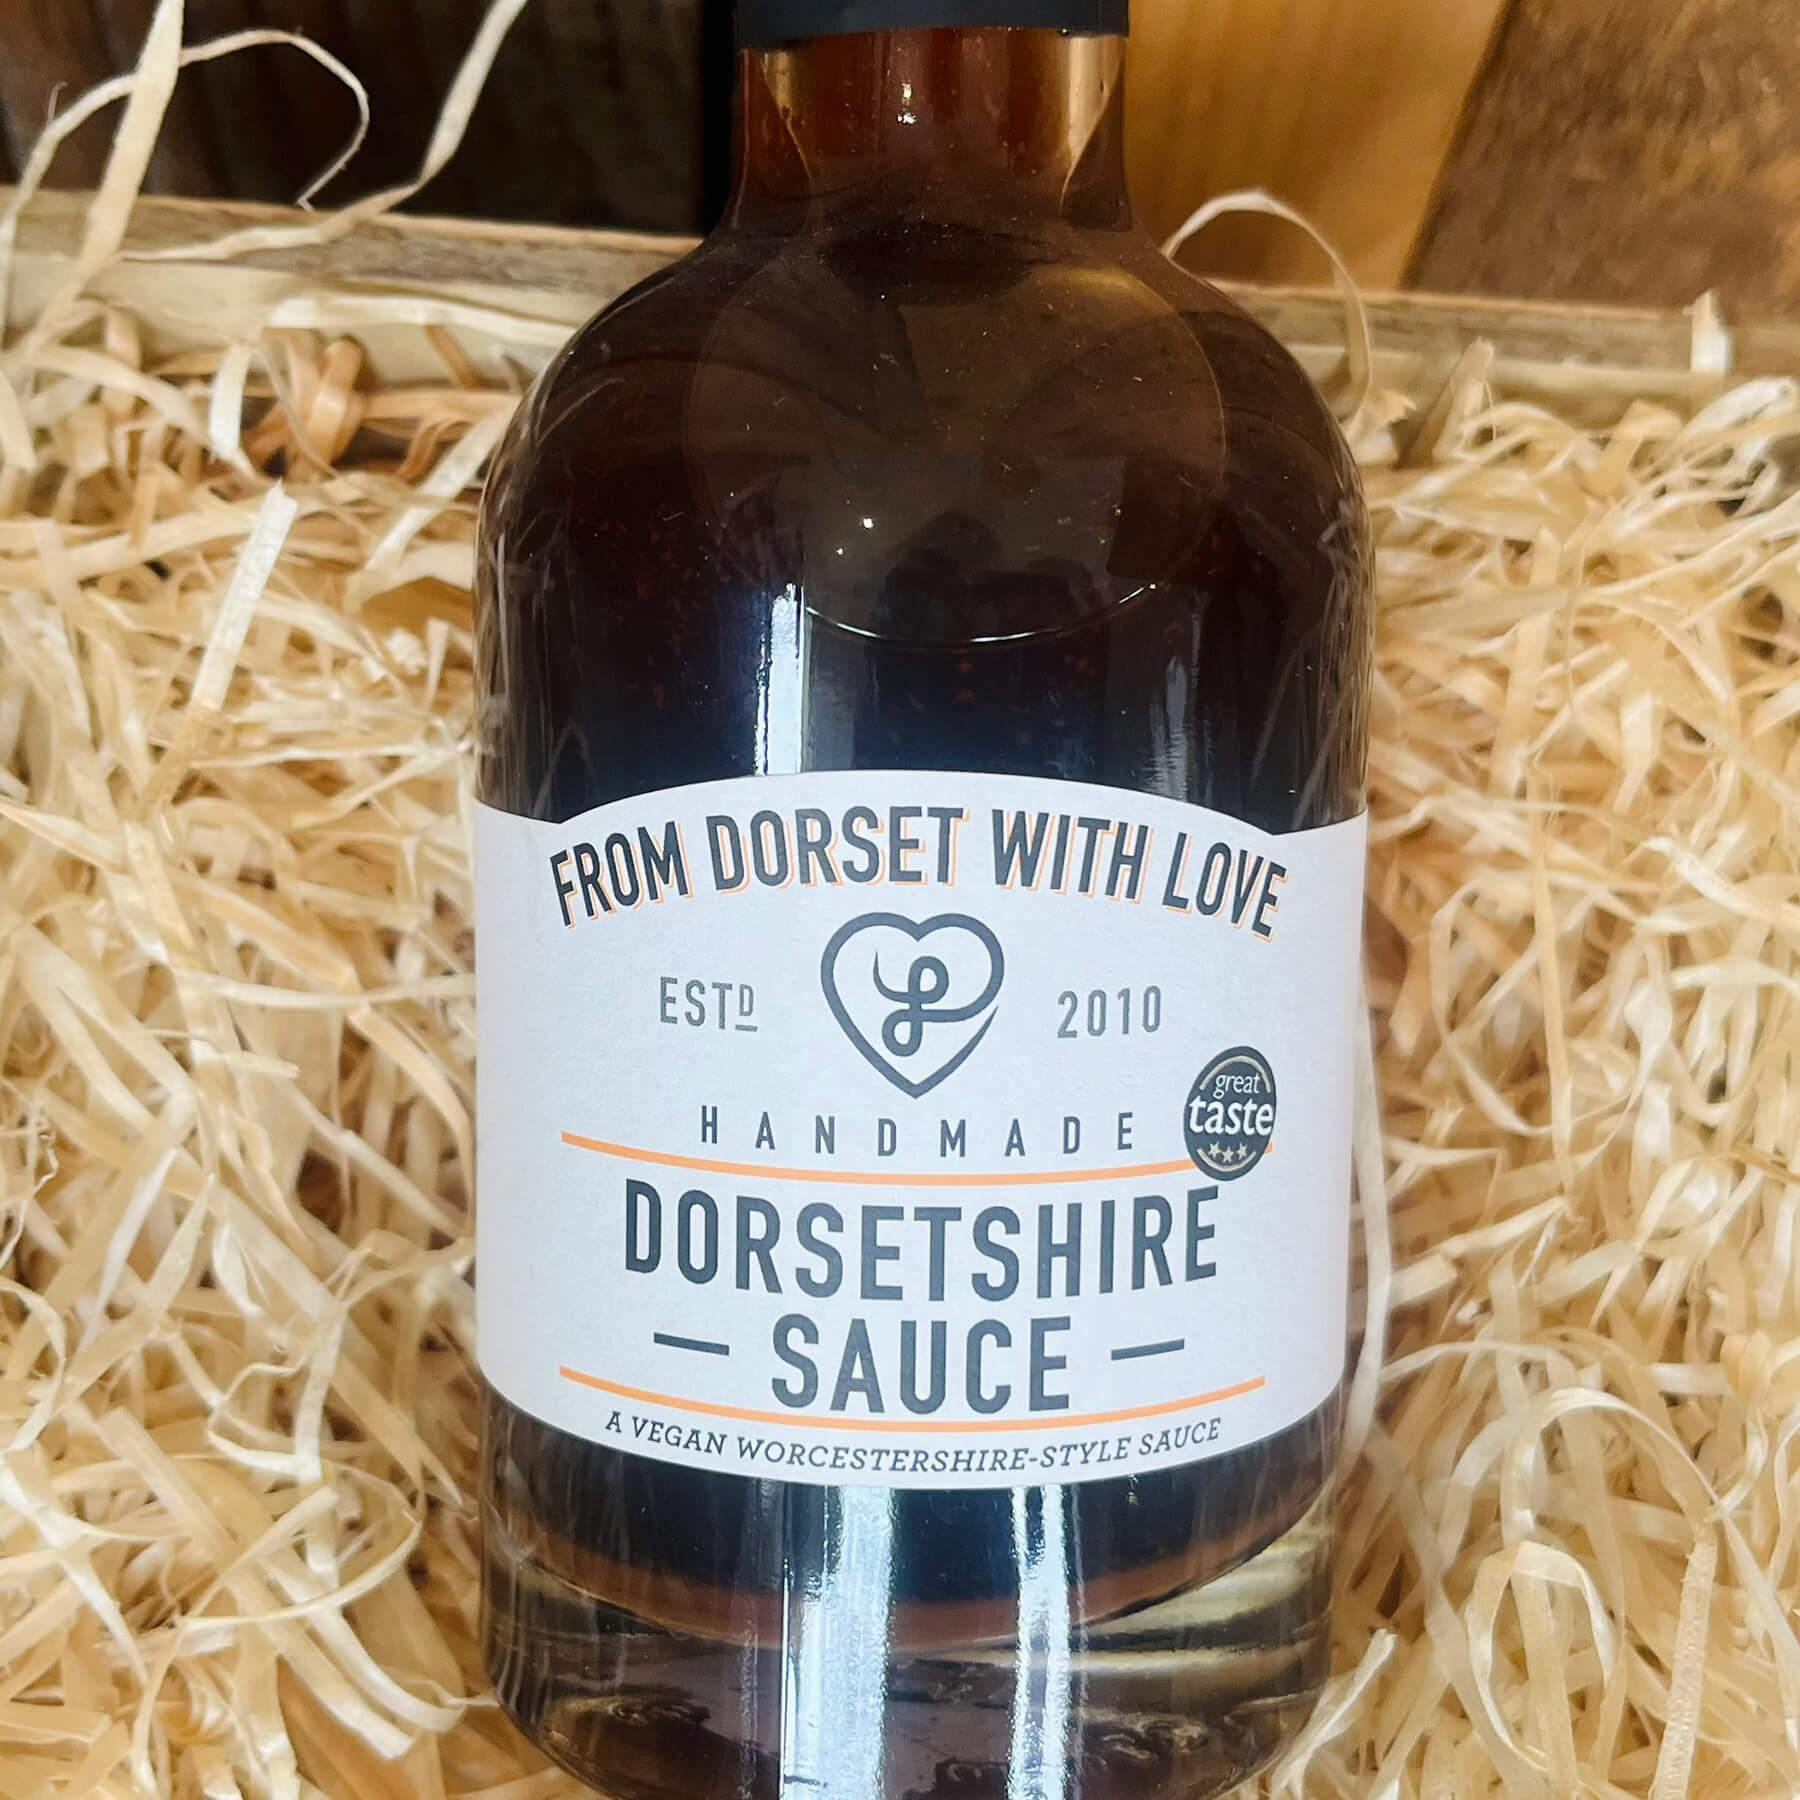 FROM DORSET WITH LOVE
ESTD 2010
HANDMADE
great
taste
DORSETSHIRE
— SAUCE —
A VEGAN WORCESTERSHIRE-STYLE SAUCE